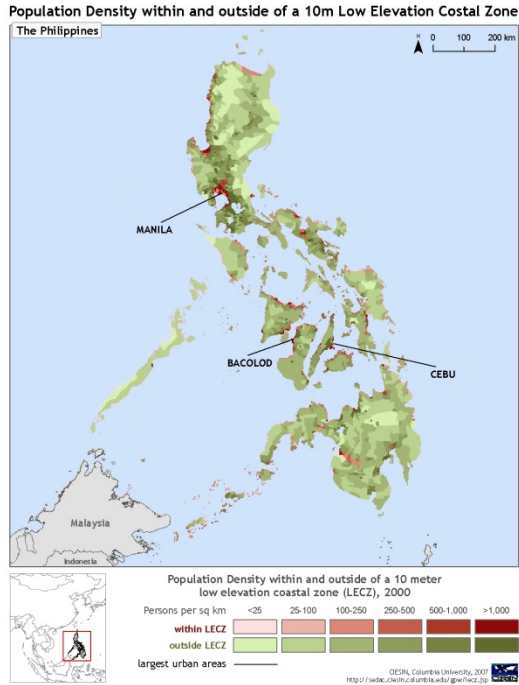 Population Density within and outside of a 10m Low Elevation Costal Zone
The Philippines
0 100 200 km
MANILA
BACOLOD
CEBU
Malaysia
Indonesia
Population Density within and outside of a 10 meter
low elevation coastal zone (LECZ), 2000
Persons per sq km <25 25-100 100-250 250-500 500-1,000 >1,000
within LECZ
outside LECZ
largest urban areas
CIESIN, Columbia University, 2007
http://sedac.ciesin.columbia.edu/gpw/lecz.jsp